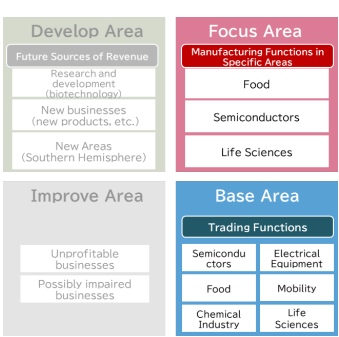 Develop Area
Future Sources of Revenue
Research and
development
(biotechnology)
New businesses
(new products, etc.)
New Areas
(Southern Hemisphere)
Focus Area
Manufacturing Functions in
Specific Areas
Food
Semiconductors
Life Sciences
Improve Area
Unprofitable
businesses
Possibly impaired
businesses
Base Area
Trading Functions
Semicondu
ctors
Electrical
Equipment
Food
Mobility
Chemical
Industry
Life
Sciences